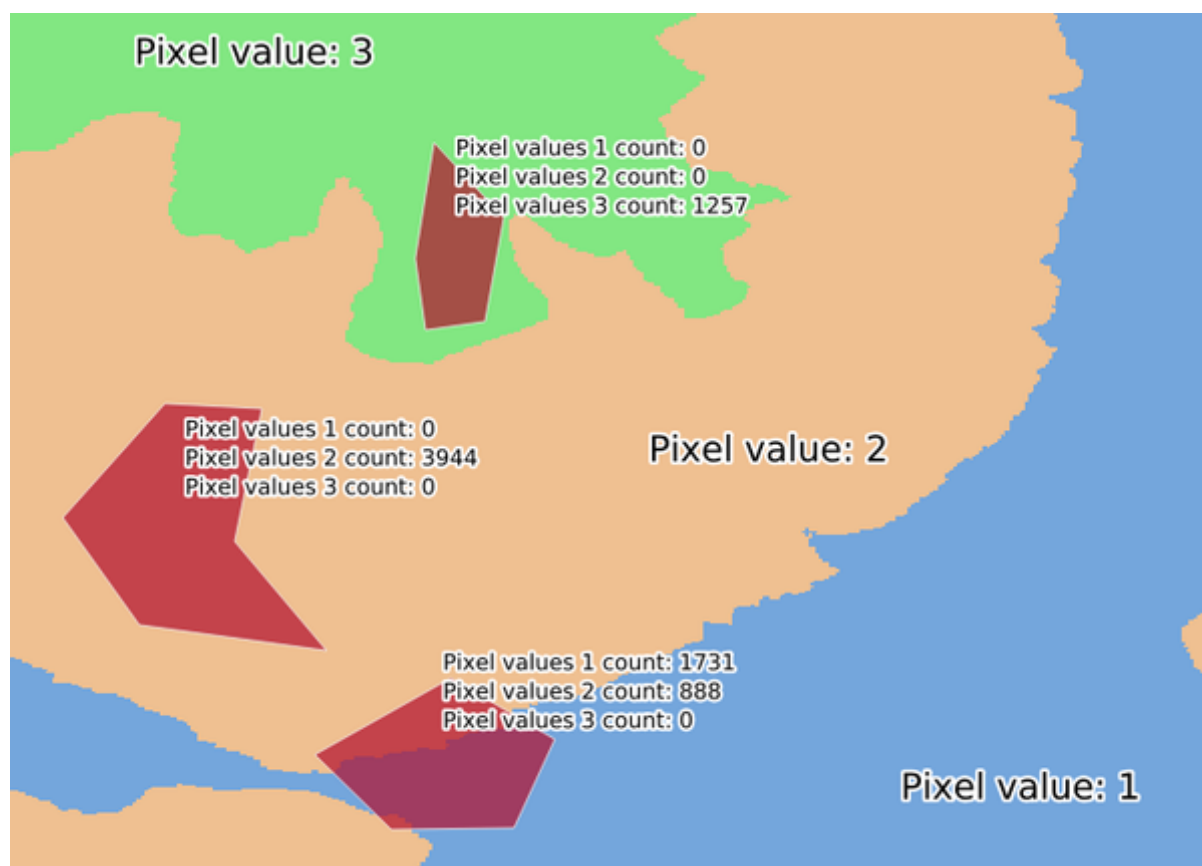 Pixel value: 3
Pixel values 1 count: 0
Pixel values 2 count: 0
Pixel values 3 count: 1257
Pixel values 1 count: 0
Pixel values 2 count: 3944
Pixel values 3 count: 0
Pixel value: 2
Pixel values 1 count: 1731
Pixel values 2 count: 888
Pixel values 3 count: 0
Pixel value: 1